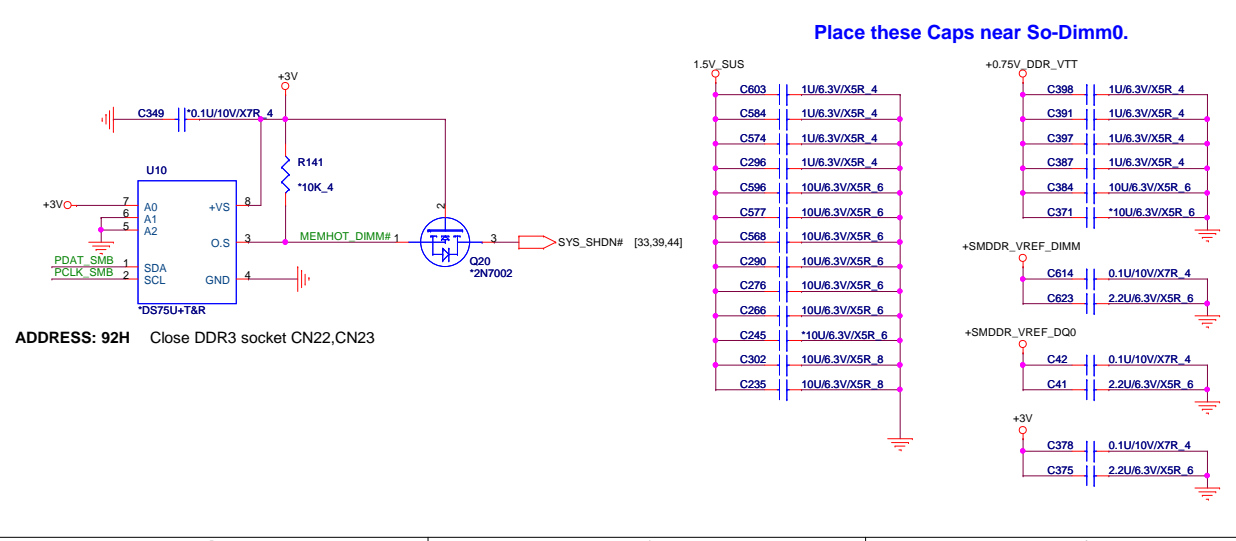 Place these Caps near So-Dimm0.
+3V
C349 *0.1U/10V/X7R_4
R141
*10K_4
U10
+3V
7 A0
6 A1
5 A2
+VS 8
O.S 3
MEMHOT_DIMM# 1
2
3
SYS_SHDN# [33,39,44]
Q20
*2N7002
PDAT_SMB 1 SDA
PCLK_SMB 2 SCL
GND 4
*DS75U+T&R
ADDRESS: 92H Close DDR3 socket CN22,CN23
1.5V_SUS
C603 1U/6.3V/X5R_4
C584 1U/6.3V/X5R_4
C574 1U/6.3V/X5R_4
C296 1U/6.3V/X5R_4
C596 10U/6.3V/X5R_6
C577 10U/6.3V/X5R_6
C568 10U/6.3V/X5R_6
C290 10U/6.3V/X5R_6
C276 10U/6.3V/X5R_6
C266 10U/6.3V/X5R_6
C245 *10U/6.3V/X5R_6
C302 10U/6.3V/X5R_8
C235 10U/6.3V/X5R_8
+0.75V_DDR_VTT
C398 1U/6.3V/X5R_4
C391 1U/6.3V/X5R_4
C397 1U/6.3V/X5R_4
C387 1U/6.3V/X5R_4
C384 10U/6.3V/X5R_6
C371 *10U/6.3V/X5R_6
+SMDDR_VREF_DIMM
C614 0.1U/10V/X7R_4
C623 2.2U/6.3V/X5R_6
+SMDDR_VREF_DQ0
C42 0.1U/10V/X7R_4
C41 2.2U/6.3V/X5R_6
+3V
C378 0.1U/10V/X7R_4
C375 2.2U/6.3V/X5R_6